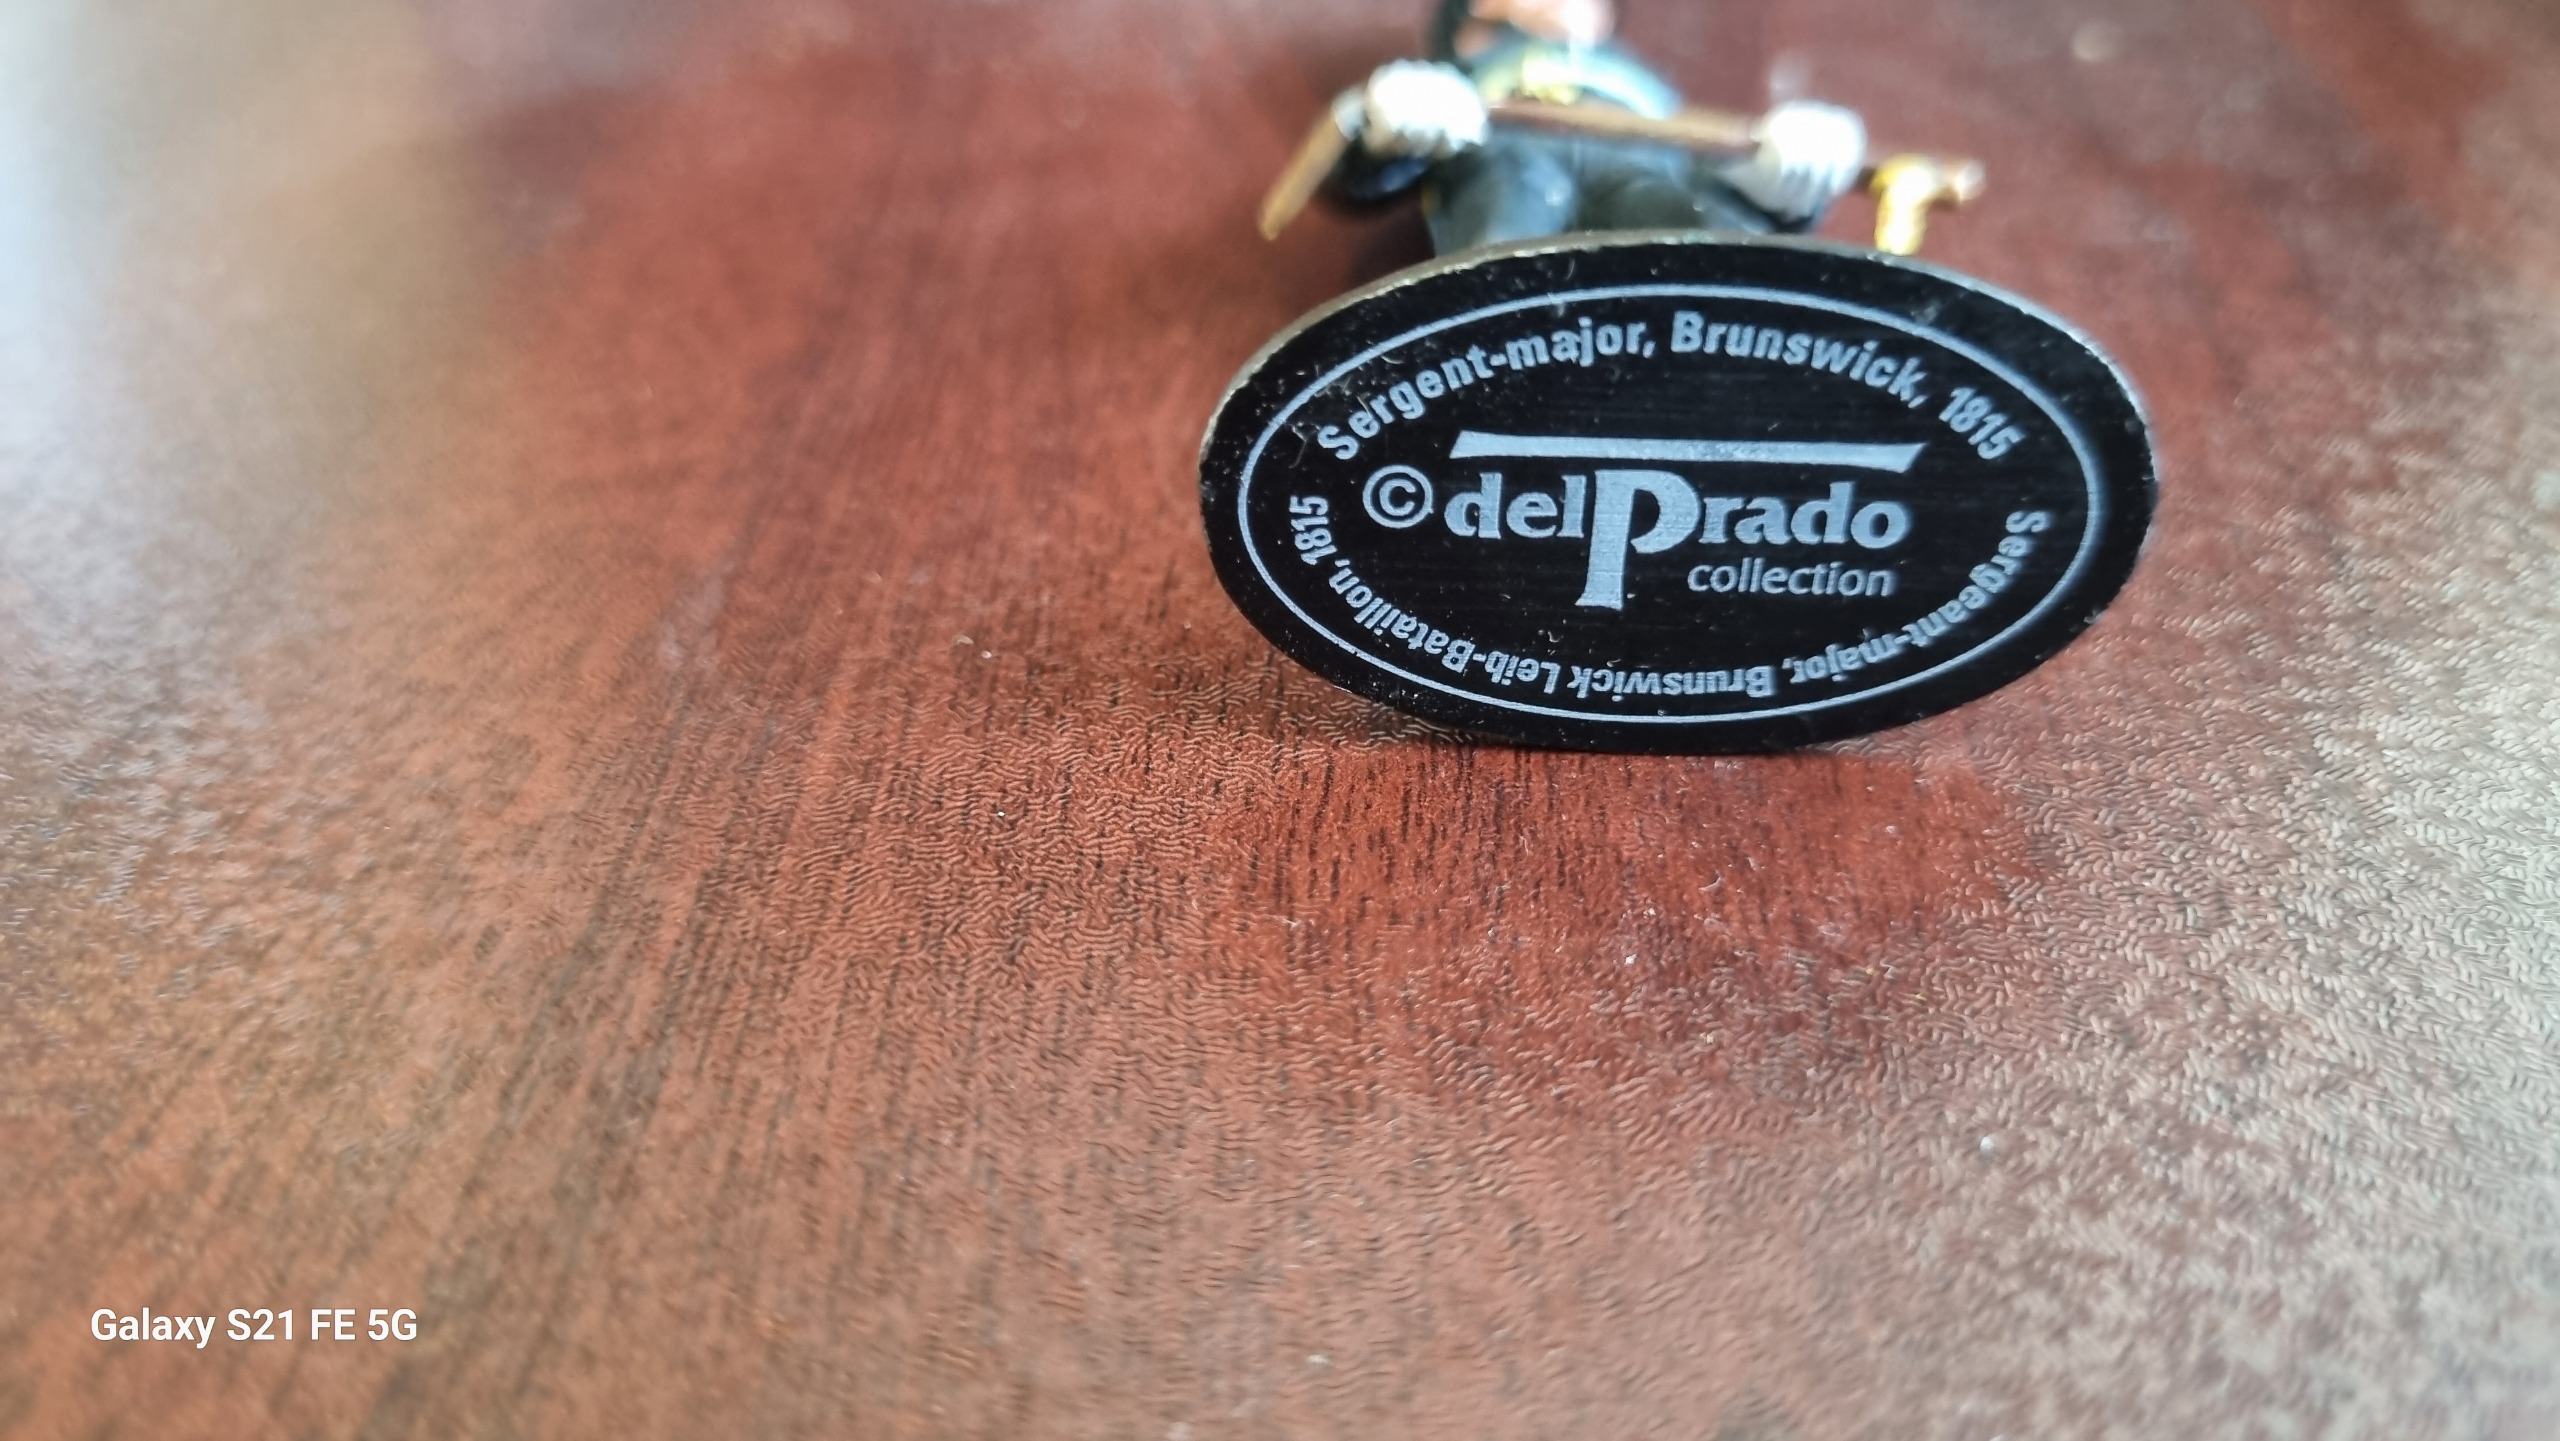 Sergent-major, Brunswick, 1815
© delPrado
collection
Sergeant-major, Brunswick Leib-Bataillon, 1815
Galaxy S21 FE 5G